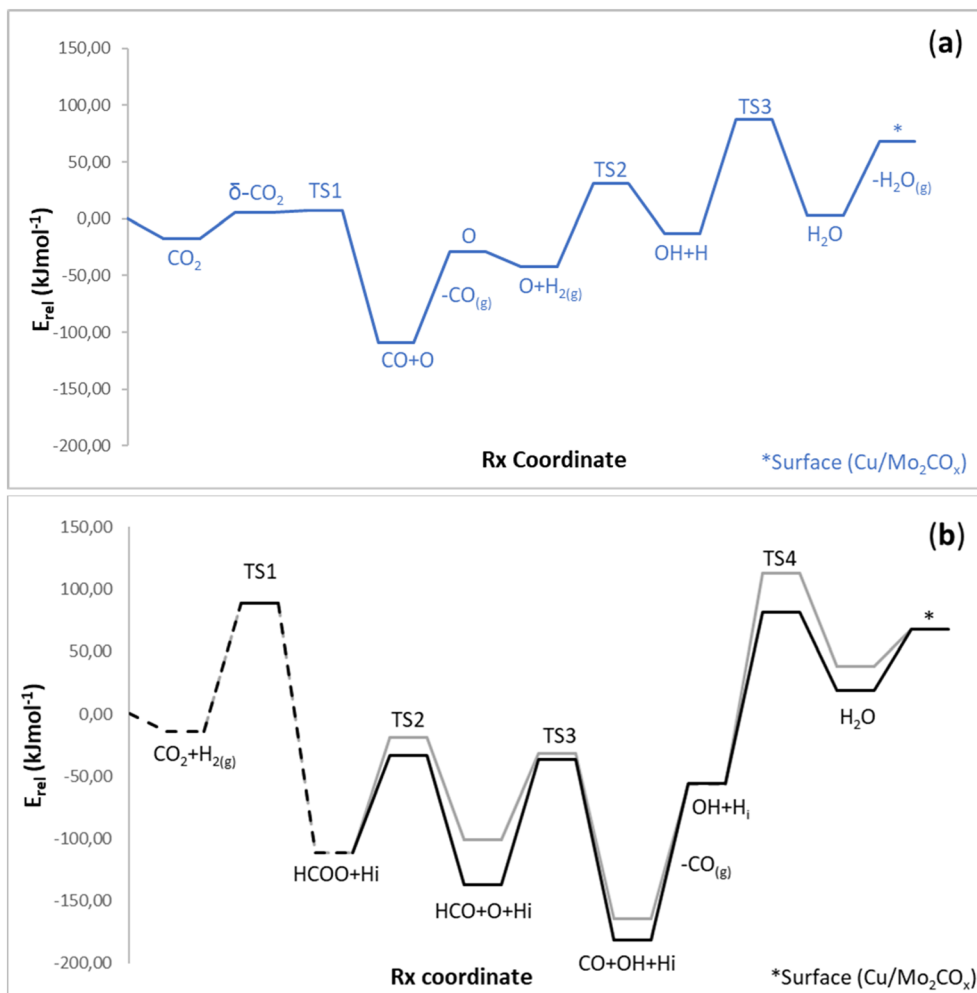 (a)
150,00
100,00
50,00
0,00
-50,00
-100,00
-150,00
-200,00
E_rel (kJmol⁻¹)
CO₂
δ-CO₂
TS1
CO+O
O
-CO₍g₎
O+H₂₍g₎
TS2
OH+H
TS3
H₂O
*
-H₂O₍g₎
Rx Coordinate
*Surface (Cu/Mo₂COₓ)
(b)
150,00
100,00
50,00
0,00
-50,00
-100,00
-150,00
-200,00
E_rel (kJmol⁻¹)
CO₂+H₂₍g₎
TS1
HCOO+Hi
TS2
HCO+O+Hi
TS3
CO+OH+Hi
OH+Hᵢ
-CO₍g₎
TS4
H₂O
*
Rx coordinate
*Surface (Cu/Mo₂COₓ)